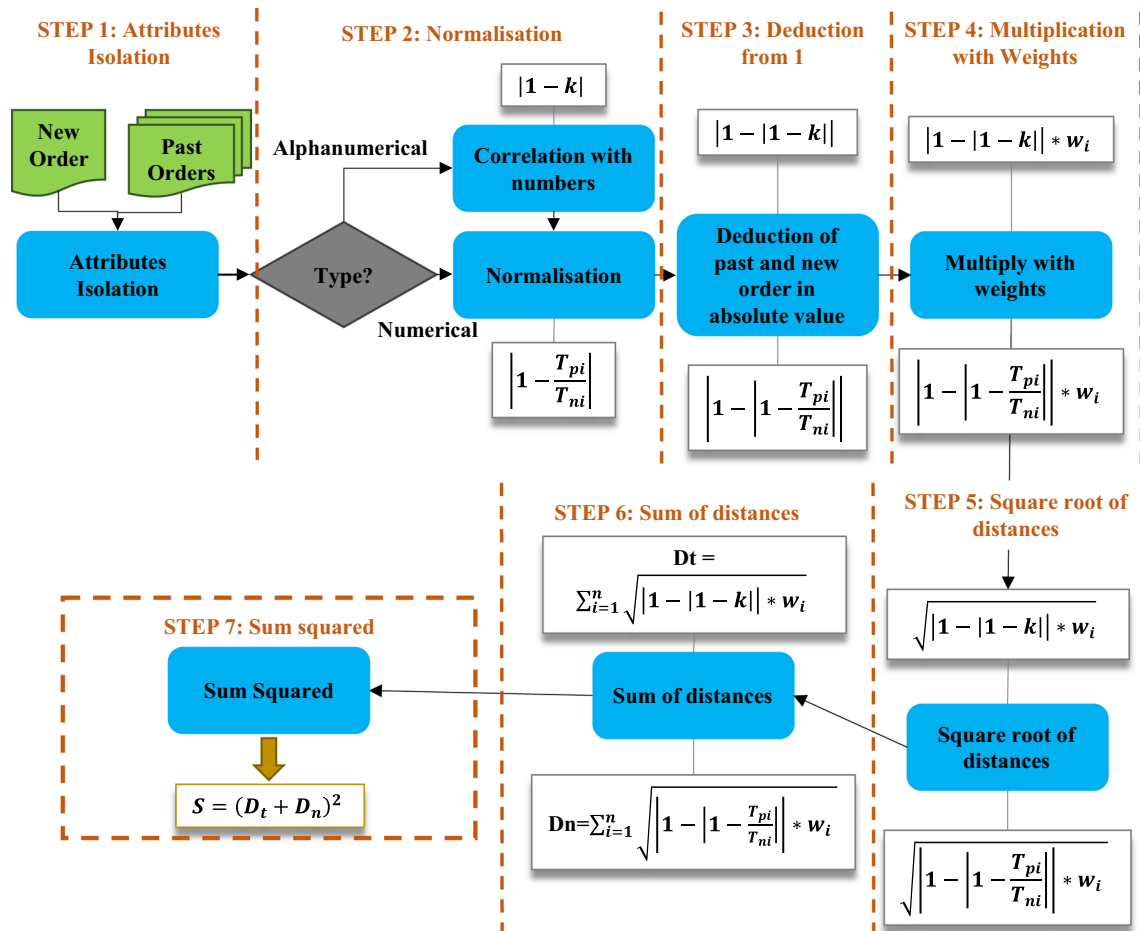 STEP 1: Attributes
Isolation
New
Order
Past
Orders
Attributes
Isolation
STEP 2: Normalisation
|1 − k|
Alphanumerical
Correlation with
numbers
Type?
Normalisation
Numerical
|1 − T_pi/T_ni|
STEP 3: Deduction
from 1
|1 − |1 − k||
Deduction of
past and new
order in
absolute value
|1 − |1 − T_pi/T_ni||
STEP 4: Multiplication
with Weights
|1 − |1 − k|| ∗ w_i
Multiply with
weights
|1 − |1 − T_pi/T_ni|| ∗ w_i
STEP 5: Square root of
distances
√(|1 − |1 − k|| ∗ w_i)
Square root of
distances
√(|1 − |1 − T_pi/T_ni|| ∗ w_i)
STEP 6: Sum of distances
Dt =
∑_{i=1}^{n} √(|1 − |1 − k|| ∗ w_i)
Sum of distances
Dn=∑_{i=1}^{n} √(|1 − |1 − T_pi/T_ni|| ∗ w_i)
STEP 7: Sum squared
Sum Squared
S = (D_t + D_n)^2